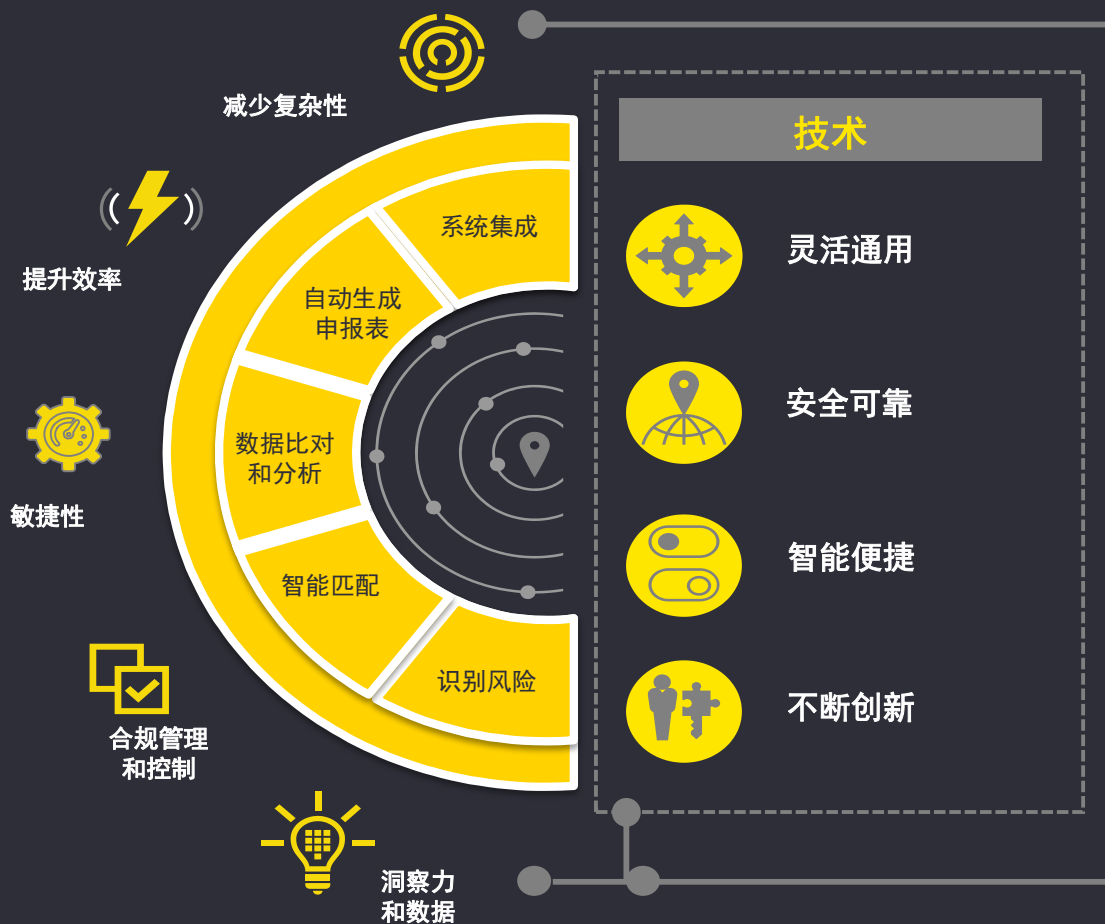 减少复杂性
提升效率
敏捷性
合规管理
和控制
洞察力
和数据
系统集成
自动生成
申报表
数据比对
和分析
智能匹配
识别风险
技术
灵活通用
安全可靠
智能便捷
不断创新